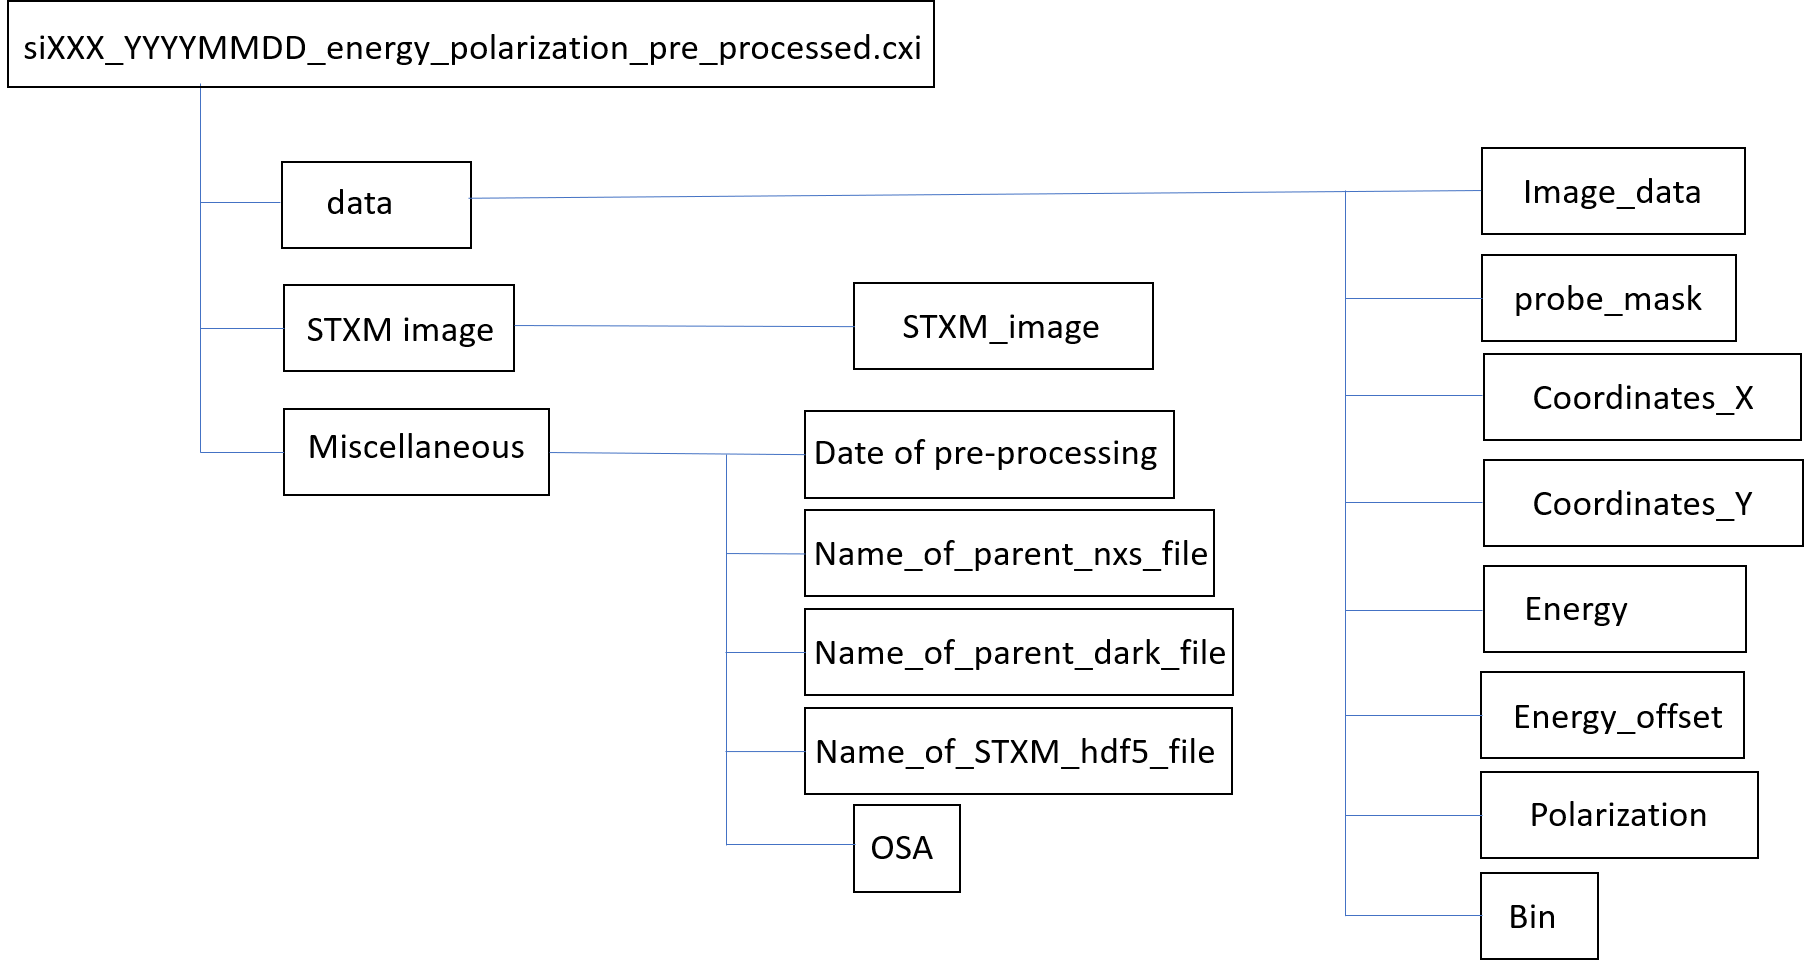 siXXX_YYYYMMDD_energy_polarization_pre_processed.cxi
data
Image_data
probe_mask
Coordinates_X
Coordinates_Y
Energy
Energy_offset
Polarization
Bin
STXM image
STXM_image
Miscellaneous
Date of pre-processing
Name_of_parent_nxs_file
Name_of_parent_dark_file
Name_of_STXM_hdf5_file
OSA